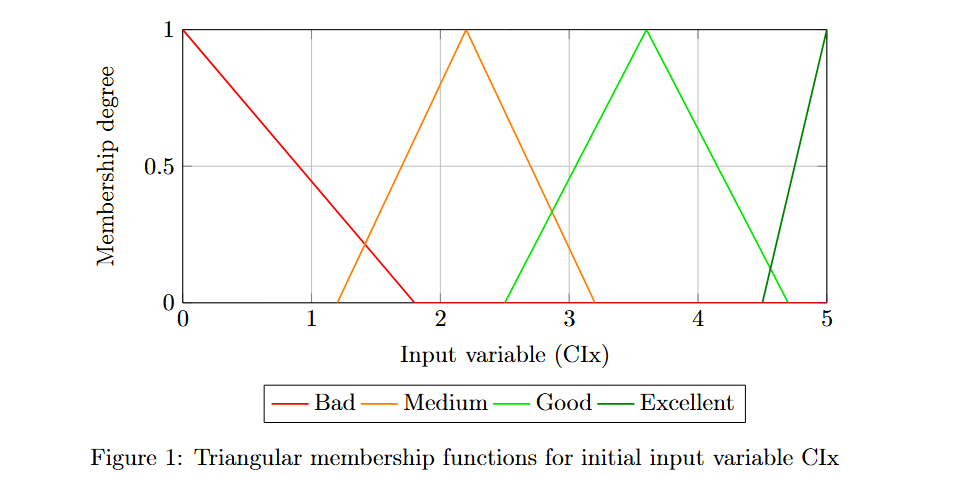 1
0.5
0
Membership degree
0 1 2 3 4 5
Input variable (CIx)
Bad Medium Good Excellent
Figure 1: Triangular membership functions for initial input variable CIx